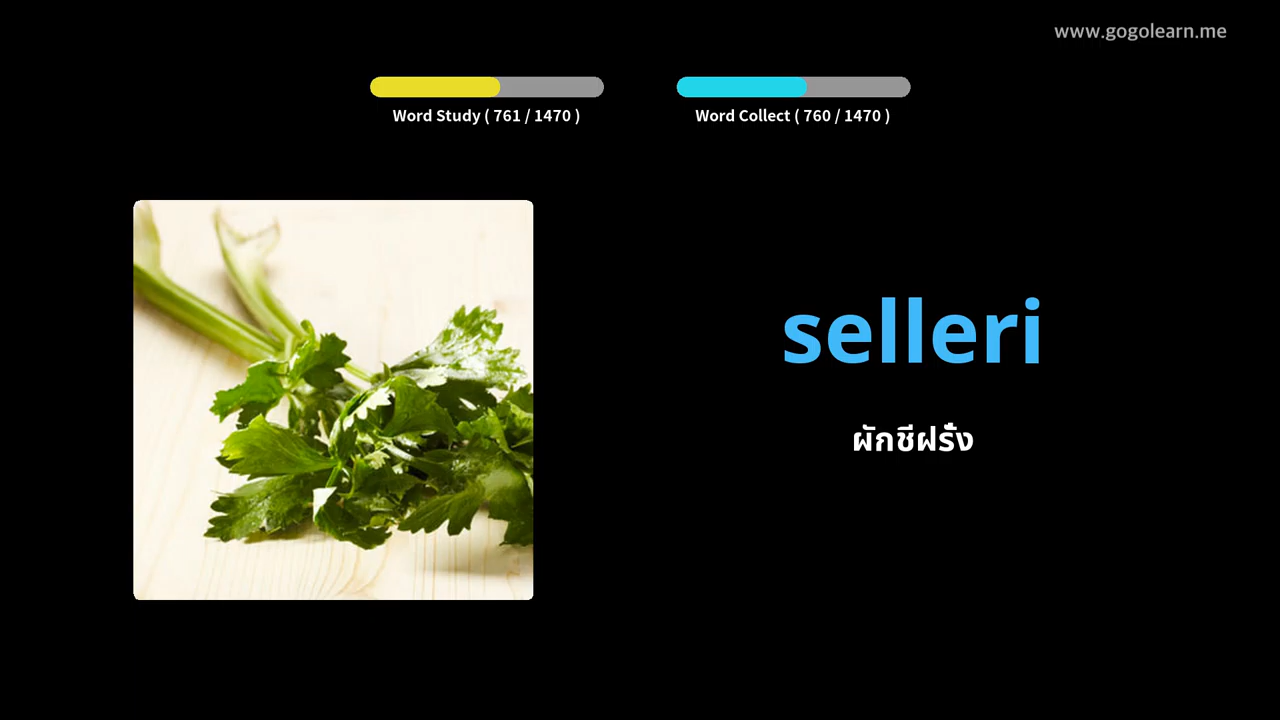 www.gogolearn.me
Word Study ( 761 / 1470 )
Word Collect ( 760 / 1470 )
selleri
ผักชีฝรั่ง